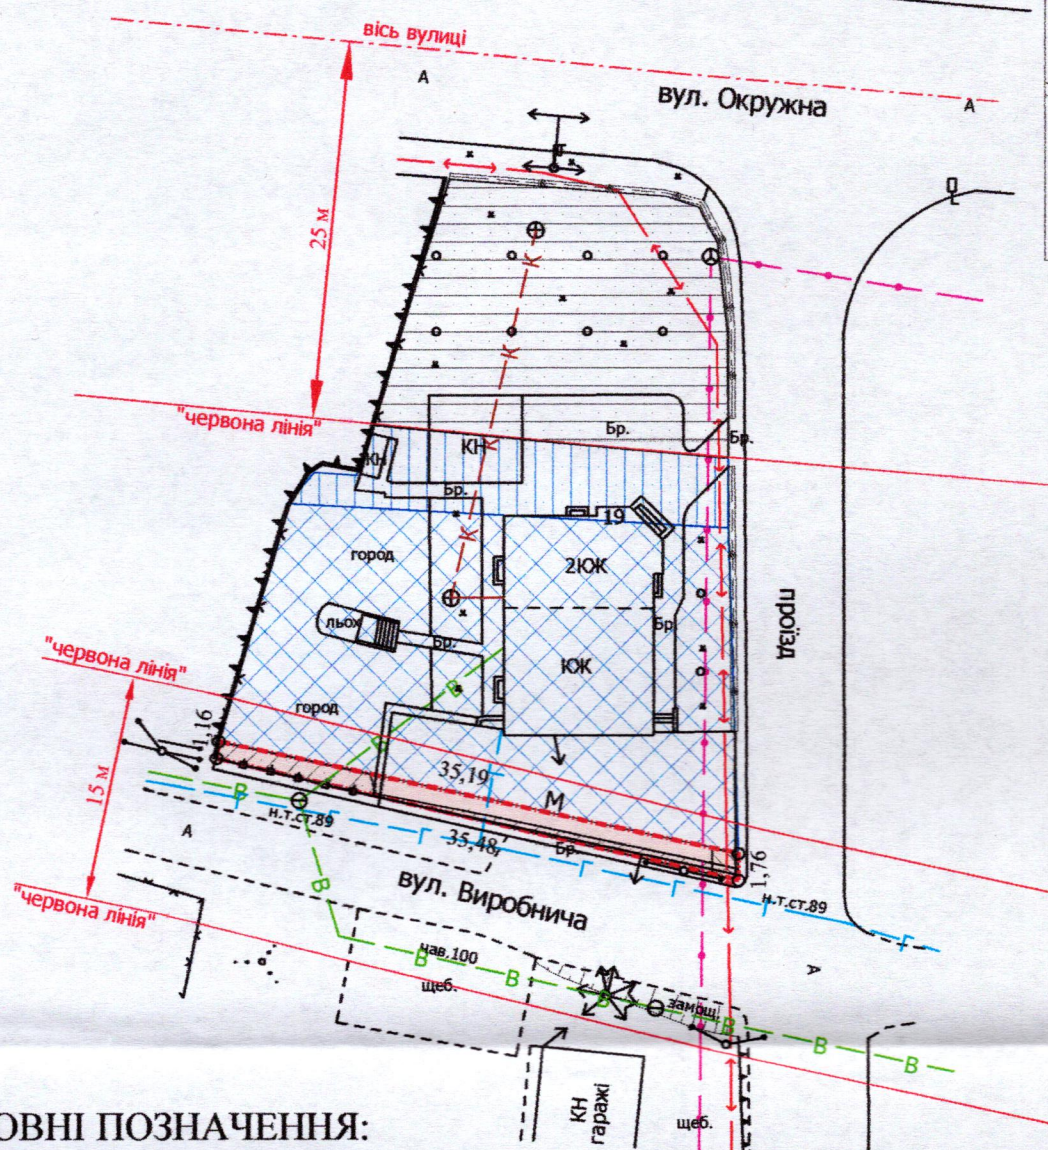 вісь вулиці
А
вул. Окружна
А
25 м
К
К
"червона лінія"
Бр.
Бр.
КН
КН
К
Бр.
К
19
город
2КЖ
проїзд
льох
Бр.
Бр
"червона лінія"
КЖ
В
город
1,16
В
35,19
М
15 м
В
Г
н.т.ст.89
А
Г
35,48
Бр.
Г
Г
1,76
Г
н.т.ст.89
Г
В
вул. Виробнича
"червона лінія"
чав.100
В
щеб.
В
А
В
замощ.
В
В
В
КН
гаражі
щеб.
ОВНІ ПОЗНАЧЕННЯ: